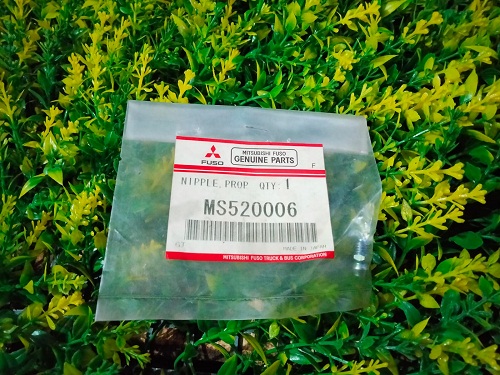 FUSO
MITSUBISHI FUSO
GENUINE PARTS
F
NIPPLE, PROP QTY: 1
MS520006
MADE IN JAPAN
MITSUBISHI FUSO TRUCK & BUS CORPORATION